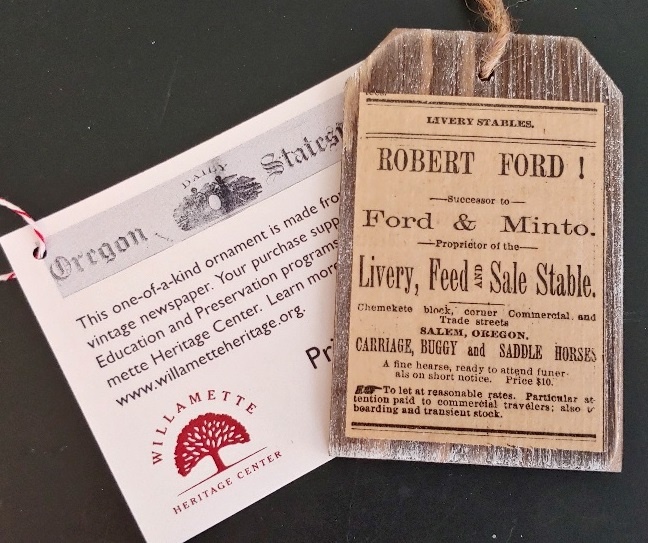 Oregon DAILY States
This one-of-a-kind ornament is made fro
vintage newspaper. Your purchase supp
Education and Preservation programs
mette Heritage Center. Learn more
www.willametteheritage.org.
Pri
WILLAMETTE
HERITAGE CENTER
LIVERY STABLES.
ROBERT FORD !
—Successor to—
Ford & Minto.
—Proprietor of the—
Livery, Feed AND Sale Stable.
Chemekete block, corner Commercial and
Trade streets
SALEM, OREGON.
CARRIAGE, BUGGY and SADDLE HORSES
A fine hearse, ready to attend funer-
als on short notice. Price $10.
To let at reasonable rates. Particular at
tention paid to commercial travelers; also
boarding and transient stock.